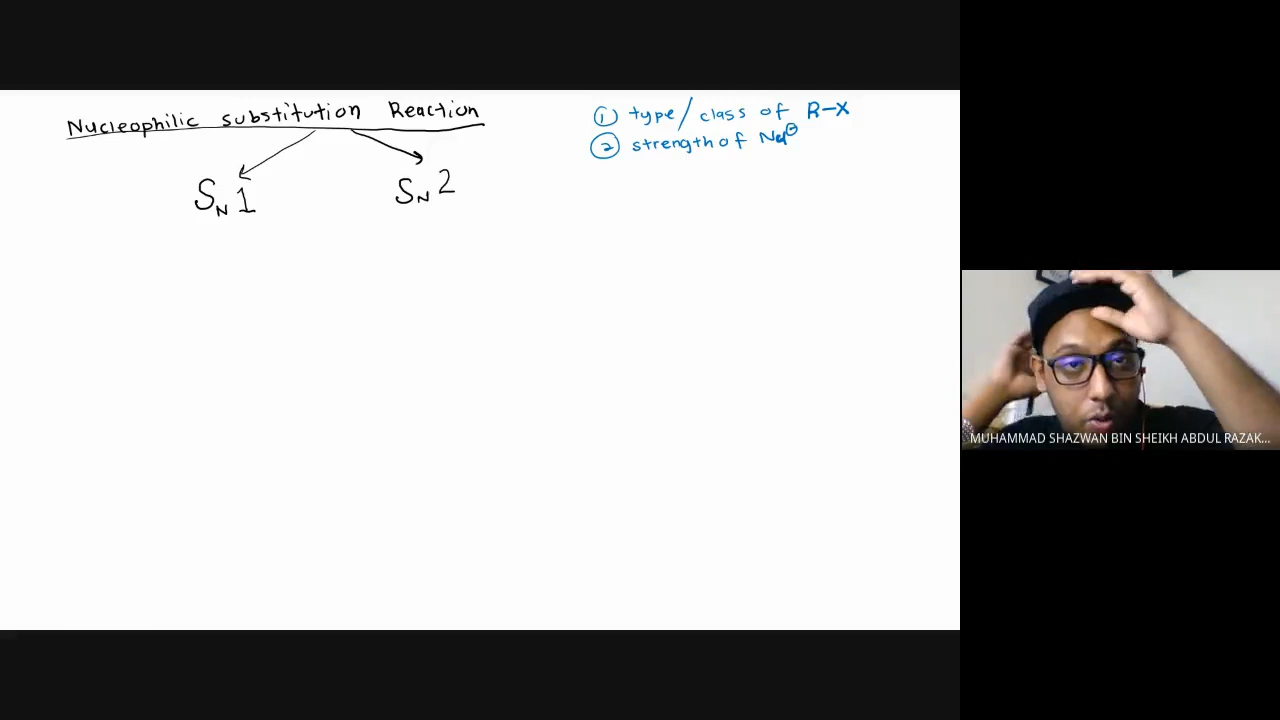 Nucleophilic substitution Reaction
① type/class of R-X
② strength of Nu⊖
SN1
SN2
MUHAMMAD SHAZWAN BIN SHEIKH ABDUL RAZAK...